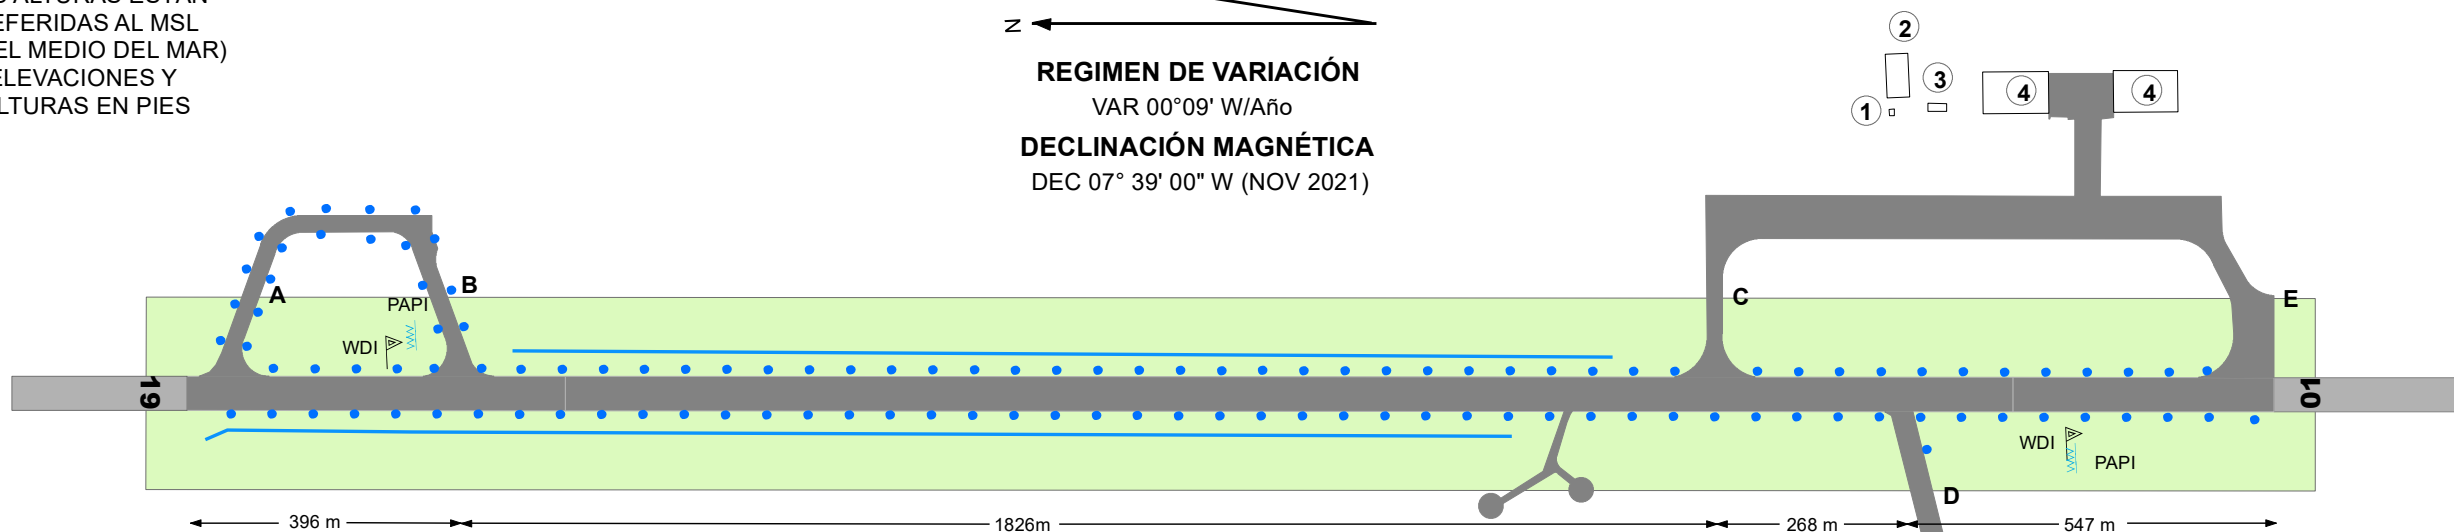 EFERIDAS AL MSL
EL MEDIO DEL MAR)
ELEVACIONES Y
LTURAS EN PIES
N
REGIMEN DE VARIACIÓN
VAR 00°09' W/Año
DECLINACIÓN MAGNÉTICA
DEC 07° 39' 00" W (NOV 2021)
2
3
4
4
1
A
B
PAPI
WDI
C
E
19
01
WDI
PAPI
D
396 m
1826m
268 m
547 m